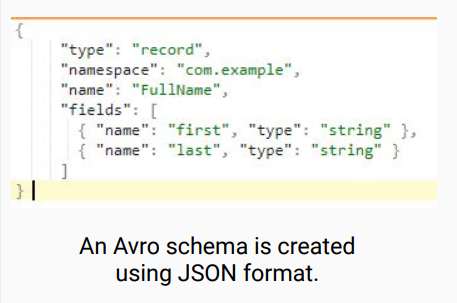 {
"type": "record",
"namespace": "com.example",
"name": "FullName",
"fields": [
{ "name": "first", "type": "string" },
{ "name": "last", "type": "string" }
]
}
An Avro schema is created
using JSON format.